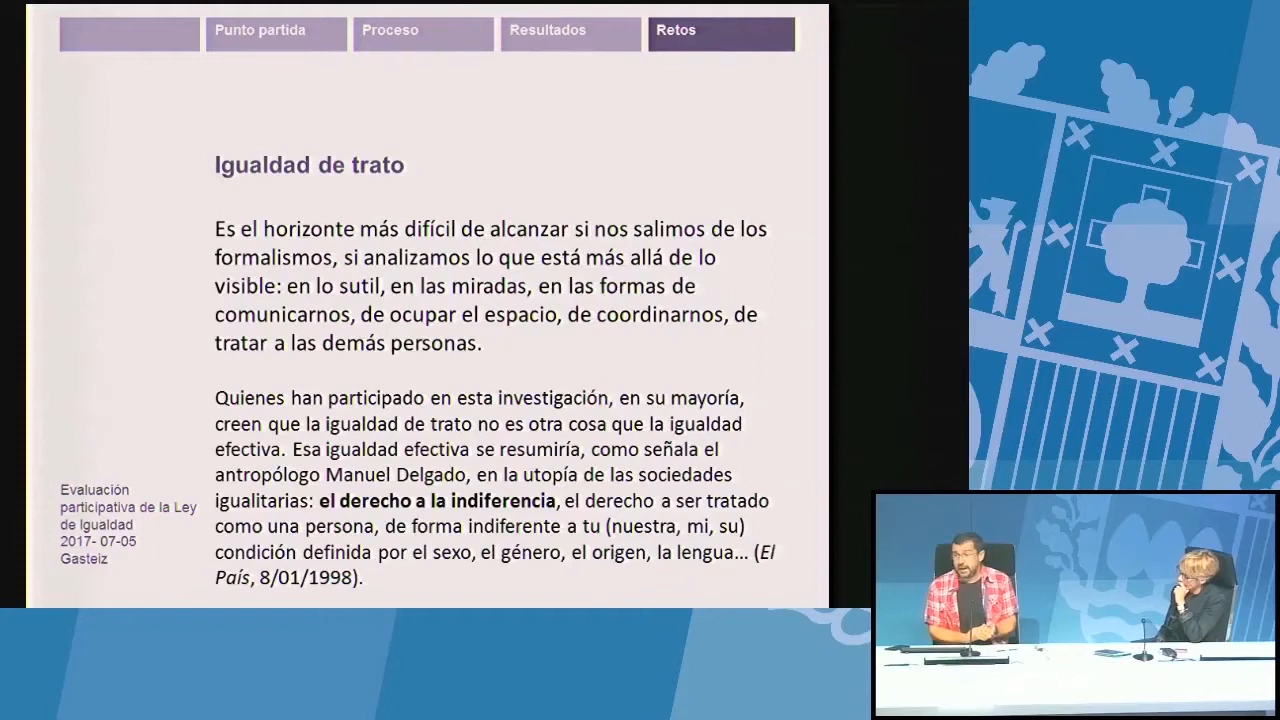 Punto partida
Proceso
Resultados
Retos
Igualdad de trato
Es el horizonte más difícil de alcanzar si nos salimos de los
formalismos, si analizamos lo que está más allá de lo
visible: en lo sutil, en las miradas, en las formas de
comunicarnos, de ocupar el espacio, de coordinarnos, de
tratar a las demás personas.
Quienes han participado en esta investigación, en su mayoría,
creen que la igualdad de trato no es otra cosa que la igualdad
efectiva. Esa igualdad efectiva se resumiría, como señala el
antropólogo Manuel Delgado, en la utopía de las sociedades
igualitarias: el derecho a la indiferencia, el derecho a ser tratado
como una persona, de forma indiferente a tu (nuestra, mi, su)
condición definida por el sexo, el género, el origen, la lengua... (El
País, 8/01/1998).
Evaluación
participativa de la Ley
de Igualdad
2017- 07-05
Gasteiz